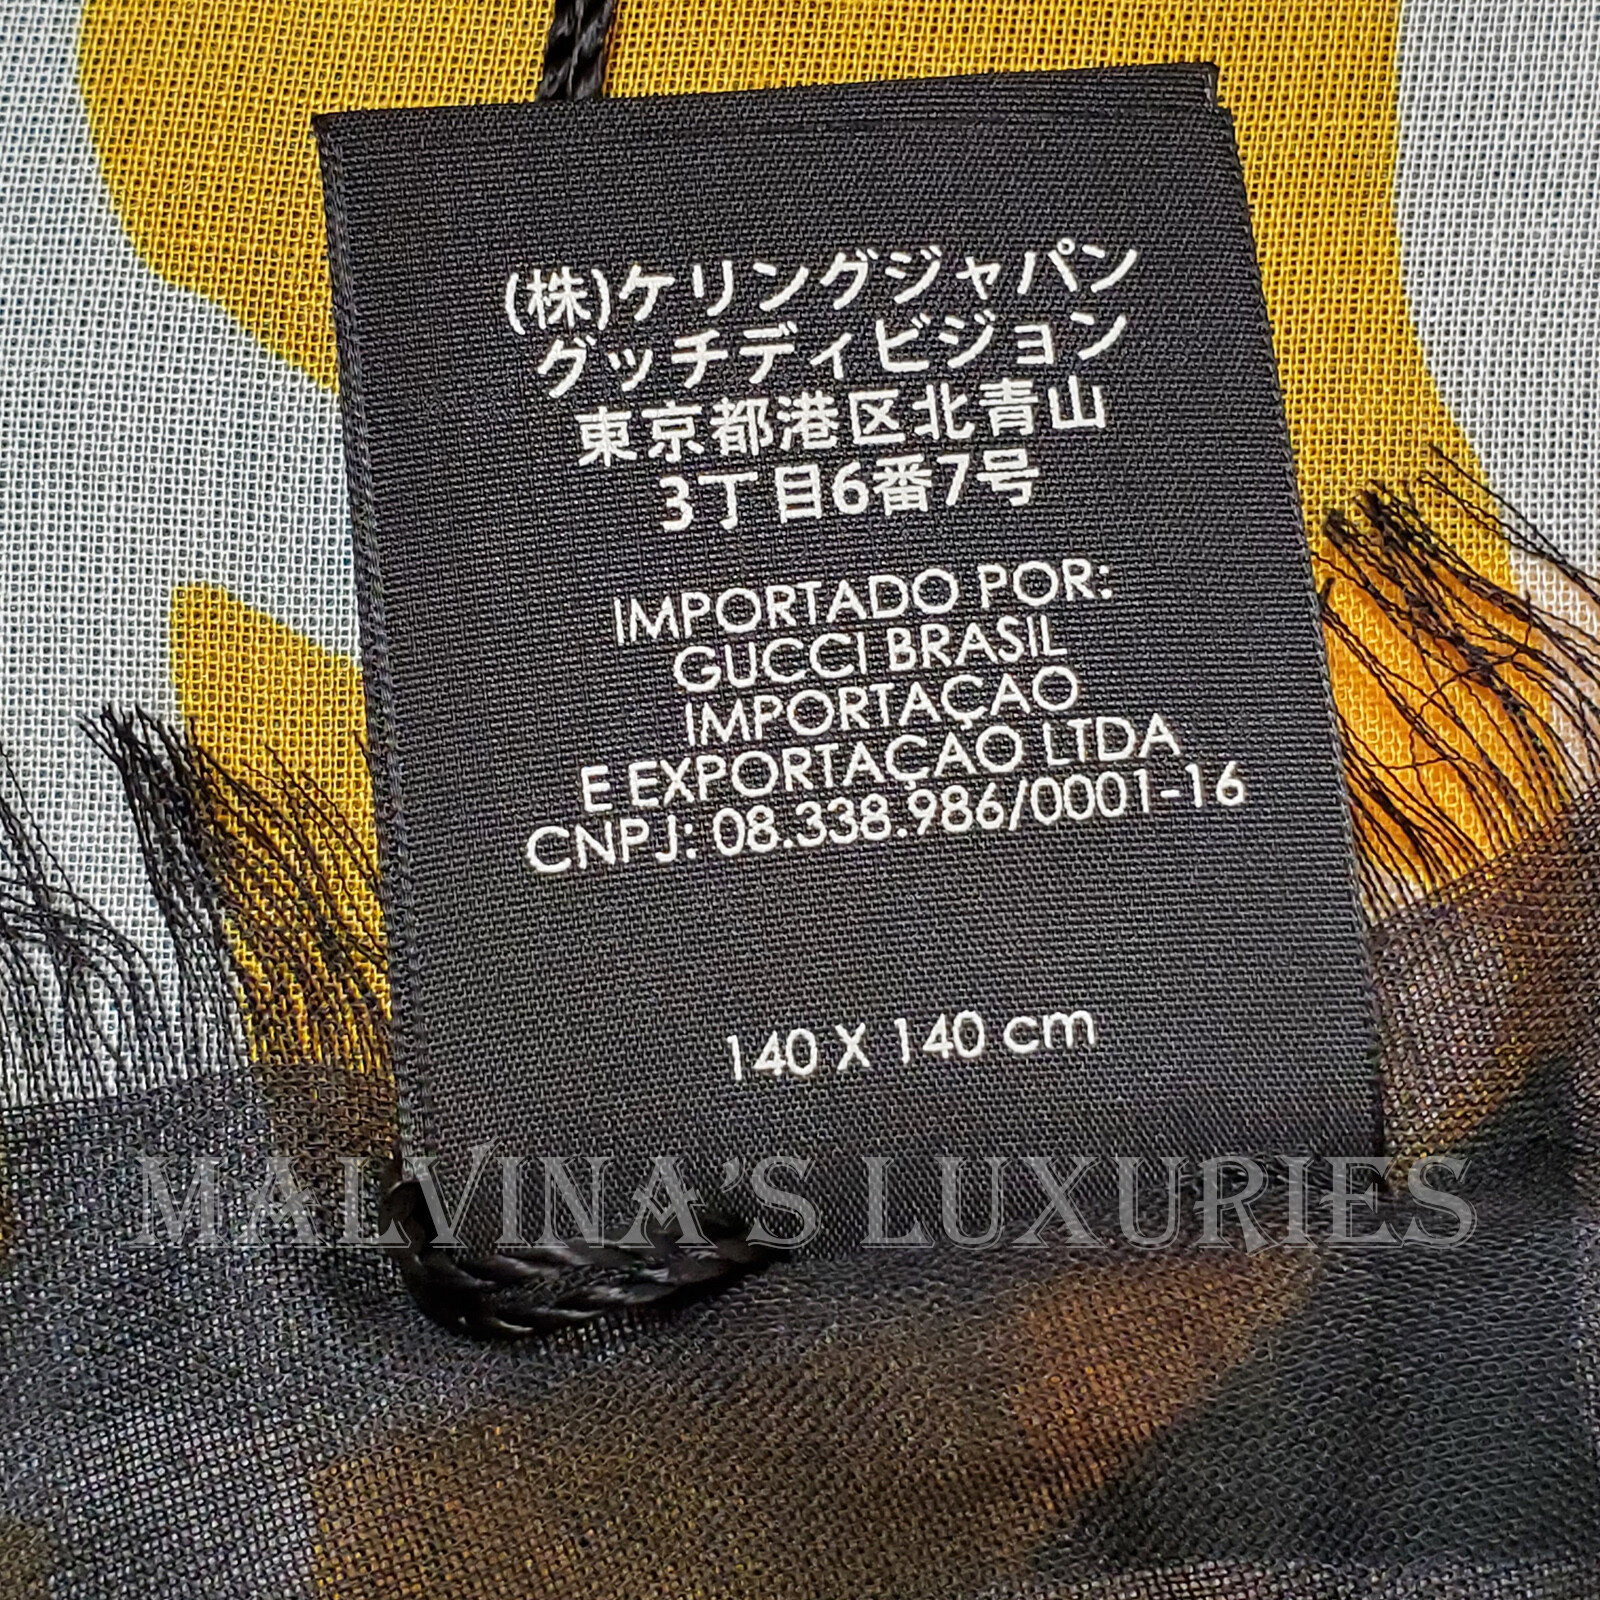 (株)ケリングジャパン
グッチディビジョン
東京都港区北青山
3丁目6番7号
IMPORTADO POR:
GUCCI BRASIL
IMPORTAÇAO
E EXPORTAÇAO LTDA
CNPJ: 08.338.986/0001-16
140 X 140 cm
MALVINA'S LUXURIES